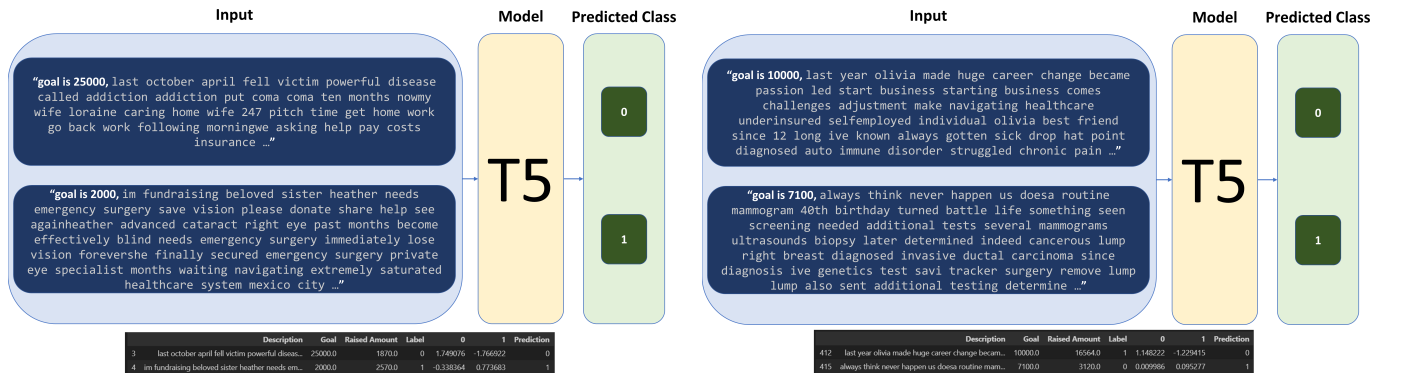 Input
Model
Predicted Class
“goal is 25000, last october april fell victim powerful disease
called addiction addiction put coma coma ten months nowmy
wife loraine caring home wife 247 pitch time get home work
go back work following morningwe asking help pay costs
insurance …”
“goal is 2000, im fundraising beloved sister heather needs
emergency surgery save vision please donate share help see
againheather advanced cataract right eye past months become
effectively blind needs emergency surgery immediately lose
vision forevershe finally secured emergency surgery private
eye specialist months waiting navigating extremely saturated
healthcare system mexico city …”
T5
0
1
Description Goal Raised Amount Label 0 1 Prediction
3 last october april fell victim powerful diseas... 25000.0 1870.0 0 1.749076 -1.766922 0
4 im fundraising beloved sister heather needs em... 2000.0 2570.0 1 -0.338364 0.773683 1
Input
Model
Predicted Class
“goal is 10000, last year olivia made huge career change became
passion led start business starting business comes
challenges adjustment make navigating healthcare
underinsured selfemployed individual olivia best friend
since 12 long ive known always gotten sick drop hat point
diagnosed auto immune disorder struggled chronic pain …”
“goal is 7100, always think never happen us doesa routine
mammogram 40th birthday turned battle life something seen
screening needed additional tests several mammograms
ultrasounds biopsy later determined indeed cancerous lump
right breast diagnosed invasive ductal carcinoma since
diagnosis ive genetics test savi tracker surgery remove lump
lump also sent additional testing determine …”
T5
0
1
Description Goal Raised Amount Label 0 1 Prediction
412 last year olivia made huge career change becam... 10000.0 16564.0 1 1.148222 -1.229415 0
415 always think never happen us doesa routine mam... 7100.0 3120.0 0 0.009986 0.095277 1